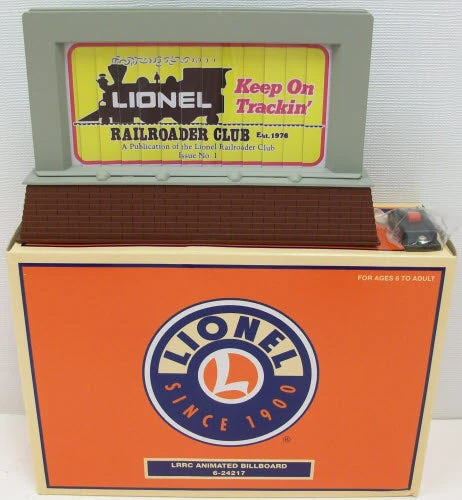 LIONEL
Keep On
Trackin'
RAILROADER CLUB Est. 1976
A Publication of the Lionel Railroader Club
Issue No. 1
FOR AGES 6 TO ADULT
LIONEL
L
SINCE 1900
®
LRRC ANIMATED BILLBOARD
6-24217